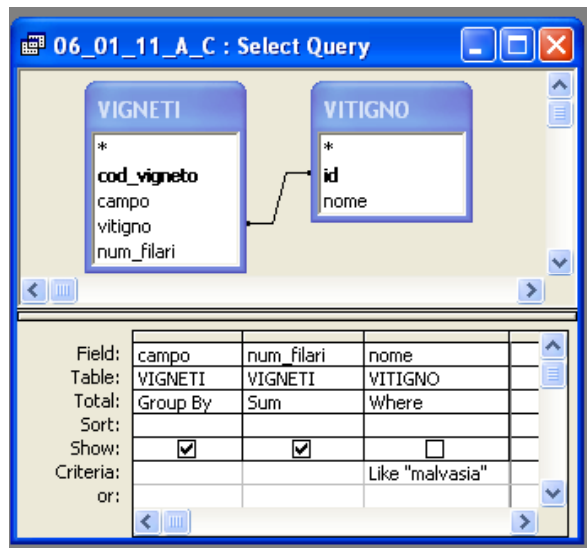 06_01_11_A_C : Select Query
VIGNETI
*
cod_vigneto
campo
vitigno
num_filari
VITIGNO
*
id
nome
Field: campo num_filari nome
Table: VIGNETI VIGNETI VITIGNO
Total: Group By Sum Where
Sort:
Show:
Criteria: Like "malvasia"
or: